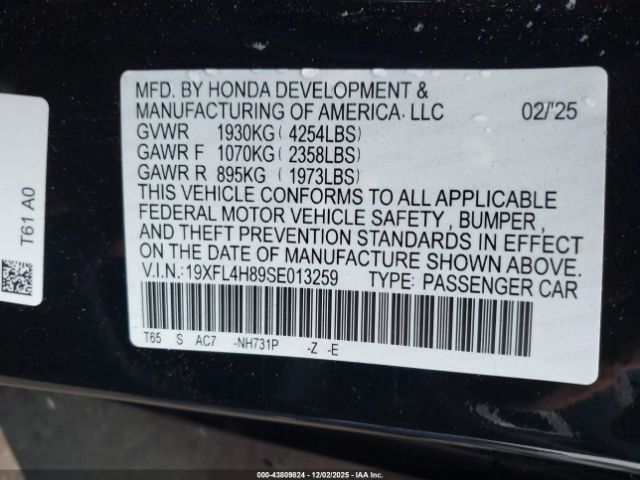 MFD. BY HONDA DEVELOPMENT &
MANUFACTURING OF AMERICA. LLC 02/'25
GVWR 1930KG( 4254LBS)
GAWR F 1070KG( 2358LBS)
GAWR R 895KG ( 1973LBS)
THIS VEHICLE CONFORMS TO ALL APPLICABLE
FEDERAL MOTOR VEHICLE SAFETY , BUMPER ,
AND THEFT PREVENTION STANDARDS IN EFFECT
ON THE DATE OF MANUFACTURE SHOWN ABOVE.
V.I.N.:19XFL4H89SE013259 TYPE: PASSENGER CAR
T65 S AC7 -NH731P -Z -E
T61 A0
000-43809824 | 12/02/2025 | IAA Inc.